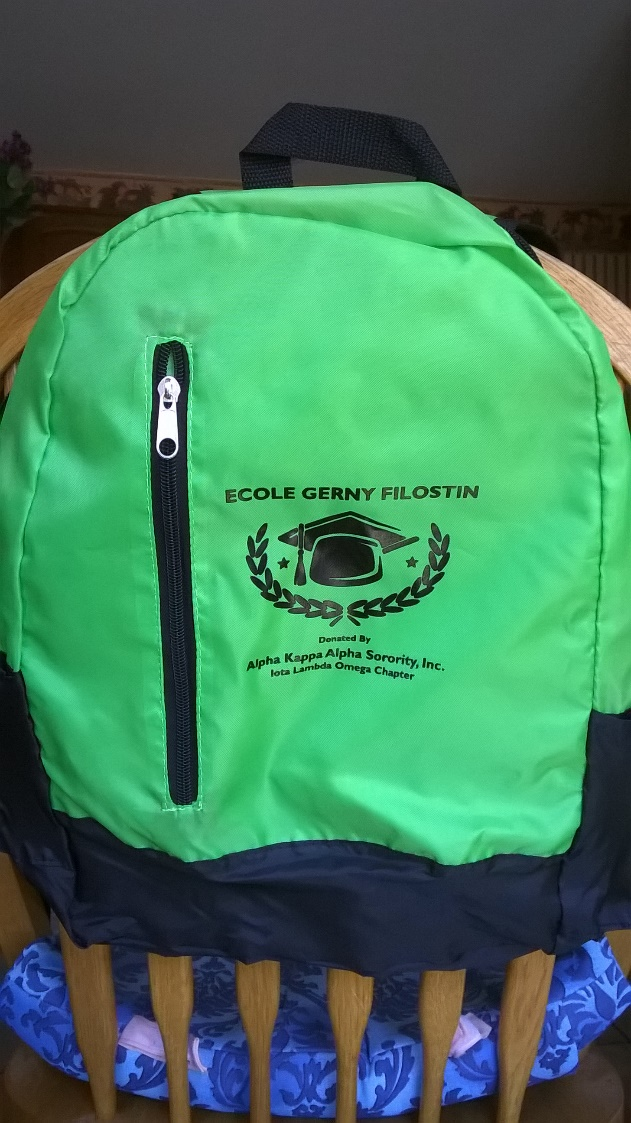 ECOLE GERNY FILOSTIN
Donated By
Alpha Kappa Alpha Sorority, Inc.
Iota Lambda Omega Chapter